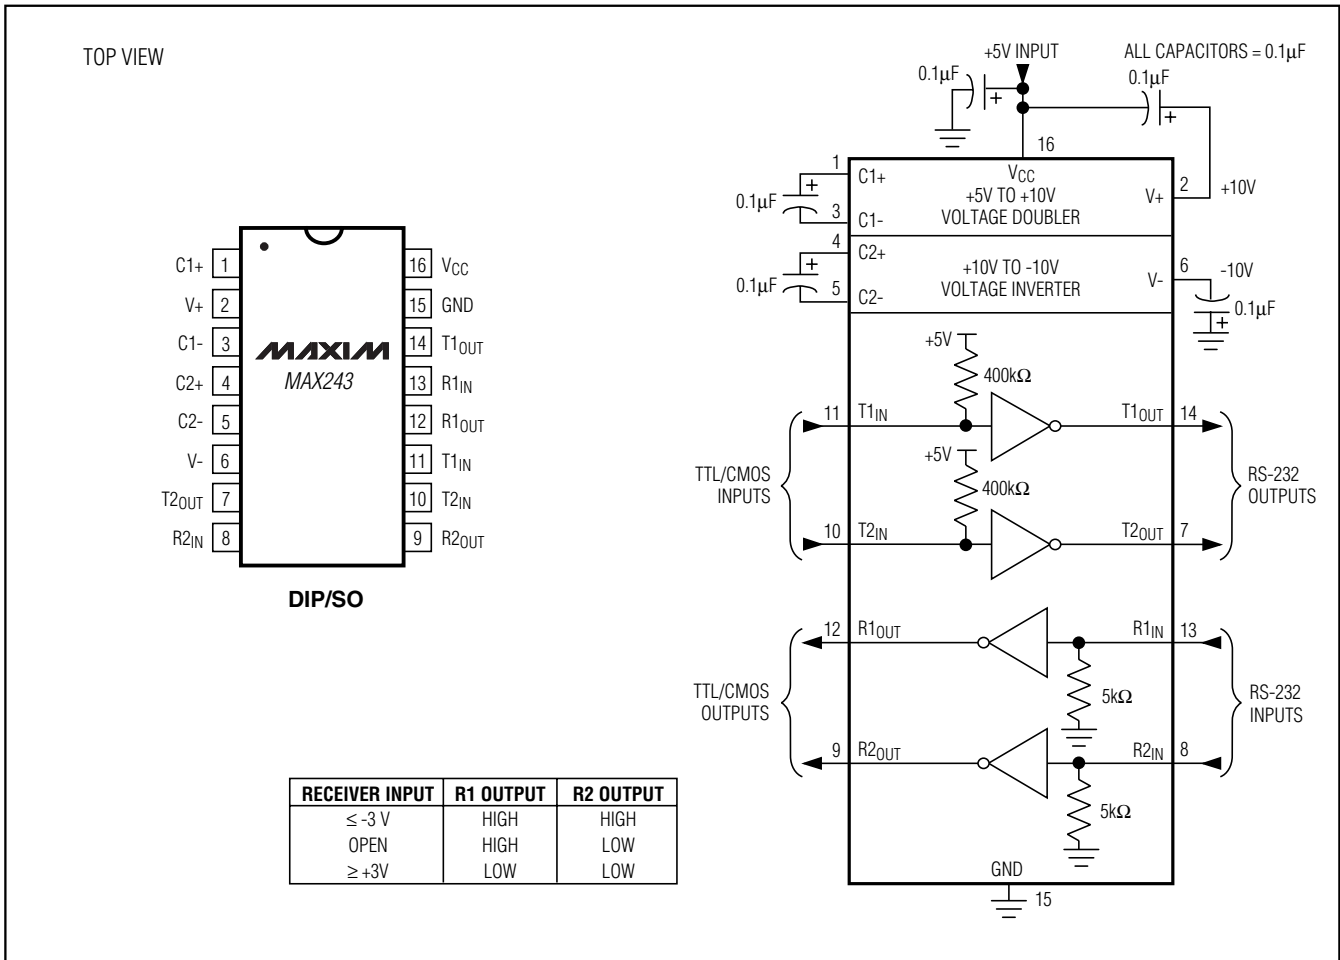 TOP VIEW
C1+ 1
V+ 2
C1- 3
C2+ 4
C2- 5
V- 6
T2OUT 7
R2IN 8
16 VCC
15 GND
14 T1OUT
13 R1IN
12 R1OUT
11 T1IN
10 T2IN
9 R2OUT
MAXIM
MAX243
DIP/SO
RECEIVER INPUT R1 OUTPUT R2 OUTPUT
≤ -3 V HIGH HIGH
OPEN HIGH LOW
≥ +3V LOW LOW
+5V INPUT
ALL CAPACITORS = 0.1µF
0.1µF
+
0.1µF
+
16
1
C1+
+
0.1µF
3
C1-
VCC
+5V TO +10V
VOLTAGE DOUBLER
V+
2
+10V
4
C2+
+
0.1µF
5
C2-
+10V TO -10V
VOLTAGE INVERTER
V-
6
-10V
0.1µF
+
+5V
400kΩ
11 T1IN
T1OUT 14
+5V
400kΩ
TTL/CMOS
INPUTS
RS-232
OUTPUTS
10 T2IN
T2OUT 7
12 R1OUT
R1IN 13
5kΩ
TTL/CMOS
OUTPUTS
RS-232
INPUTS
9 R2OUT
R2IN 8
5kΩ
GND
15